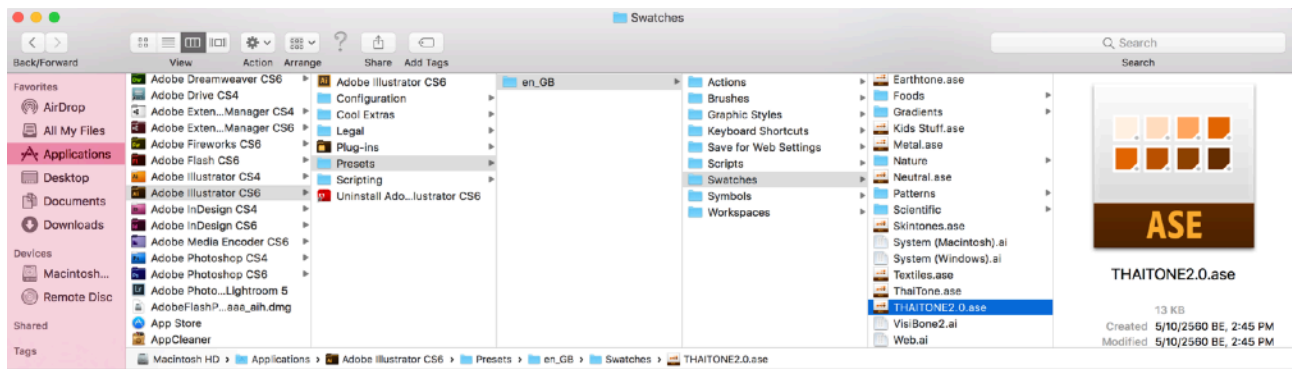 Swatches
?
Search
Back/Forward
View
Action
Arrange
Share
Add Tags
Search
Favorites
AirDrop
All My Files
Applications
Desktop
Documents
Downloads
Devices
Macintosh...
Remote Disc
Shared
Tags
Adobe Dreamweaver CS6
Adobe Drive CS4
Adobe Exten...Manager CS4
Adobe Exten...Manager CS6
Adobe Fireworks CS6
Adobe Flash CS6
Adobe Illustrator CS4
Adobe Illustrator CS6
Adobe InDesign CS4
Adobe InDesign CS6
Adobe Media Encoder CS6
Adobe Photoshop CS4
Adobe Photoshop CS6
Adobe Photo...Lightroom 5
AdobeFlashP...aaa_aih.dmg
App Store
AppCleaner
Adobe Illustrator CS6
Configuration
Cool Extras
Legal
Plug-ins
Presets
Scripting
Uninstall Ado...lustrator CS6
en_GB
Actions
Brushes
Graphic Styles
Keyboard Shortcuts
Save for Web Settings
Scripts
Swatches
Symbols
Workspaces
Earthtone.ase
Foods
Gradients
Kids Stuff.ase
Metal.ase
Nature
Neutral.ase
Patterns
Scientific
Skintones.ase
System (Macintosh).ai
System (Windows).ai
Textiles.ase
ThaiTone.ase
THAITONE2.0.ase
VisiBone2.ai
Web.ai
ASE
THAITONE2.0.ase
13 KB
Created 5/10/2560 BE, 2:45 PM
Modified 5/10/2560 BE, 2:45 PM
Macintosh HD › Applications › Adobe Illustrator CS6 › Presets › en_GB › Swatches › THAITONE2.0.ase